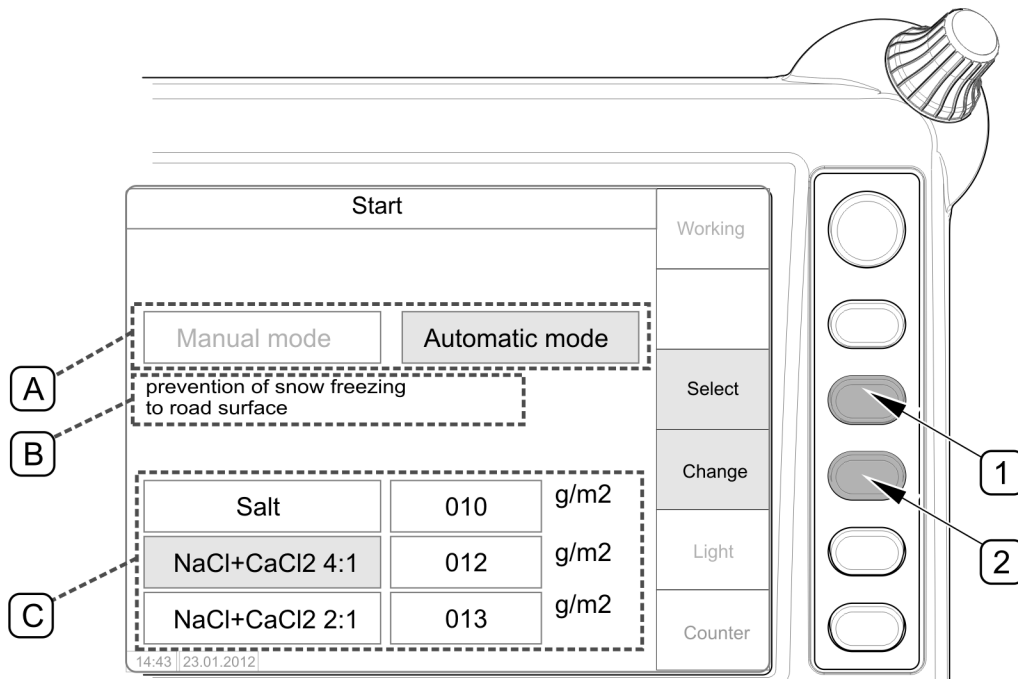 Start
Working
Manual mode
Automatic mode
A
prevention of snow freezing
to road surface
B
Select
Change
1
Salt
010
g/m2
NaCl+CaCl2 4:1
012
g/m2
Light
2
C
NaCl+CaCl2 2:1
013
g/m2
Counter
14:43
23.01.2012